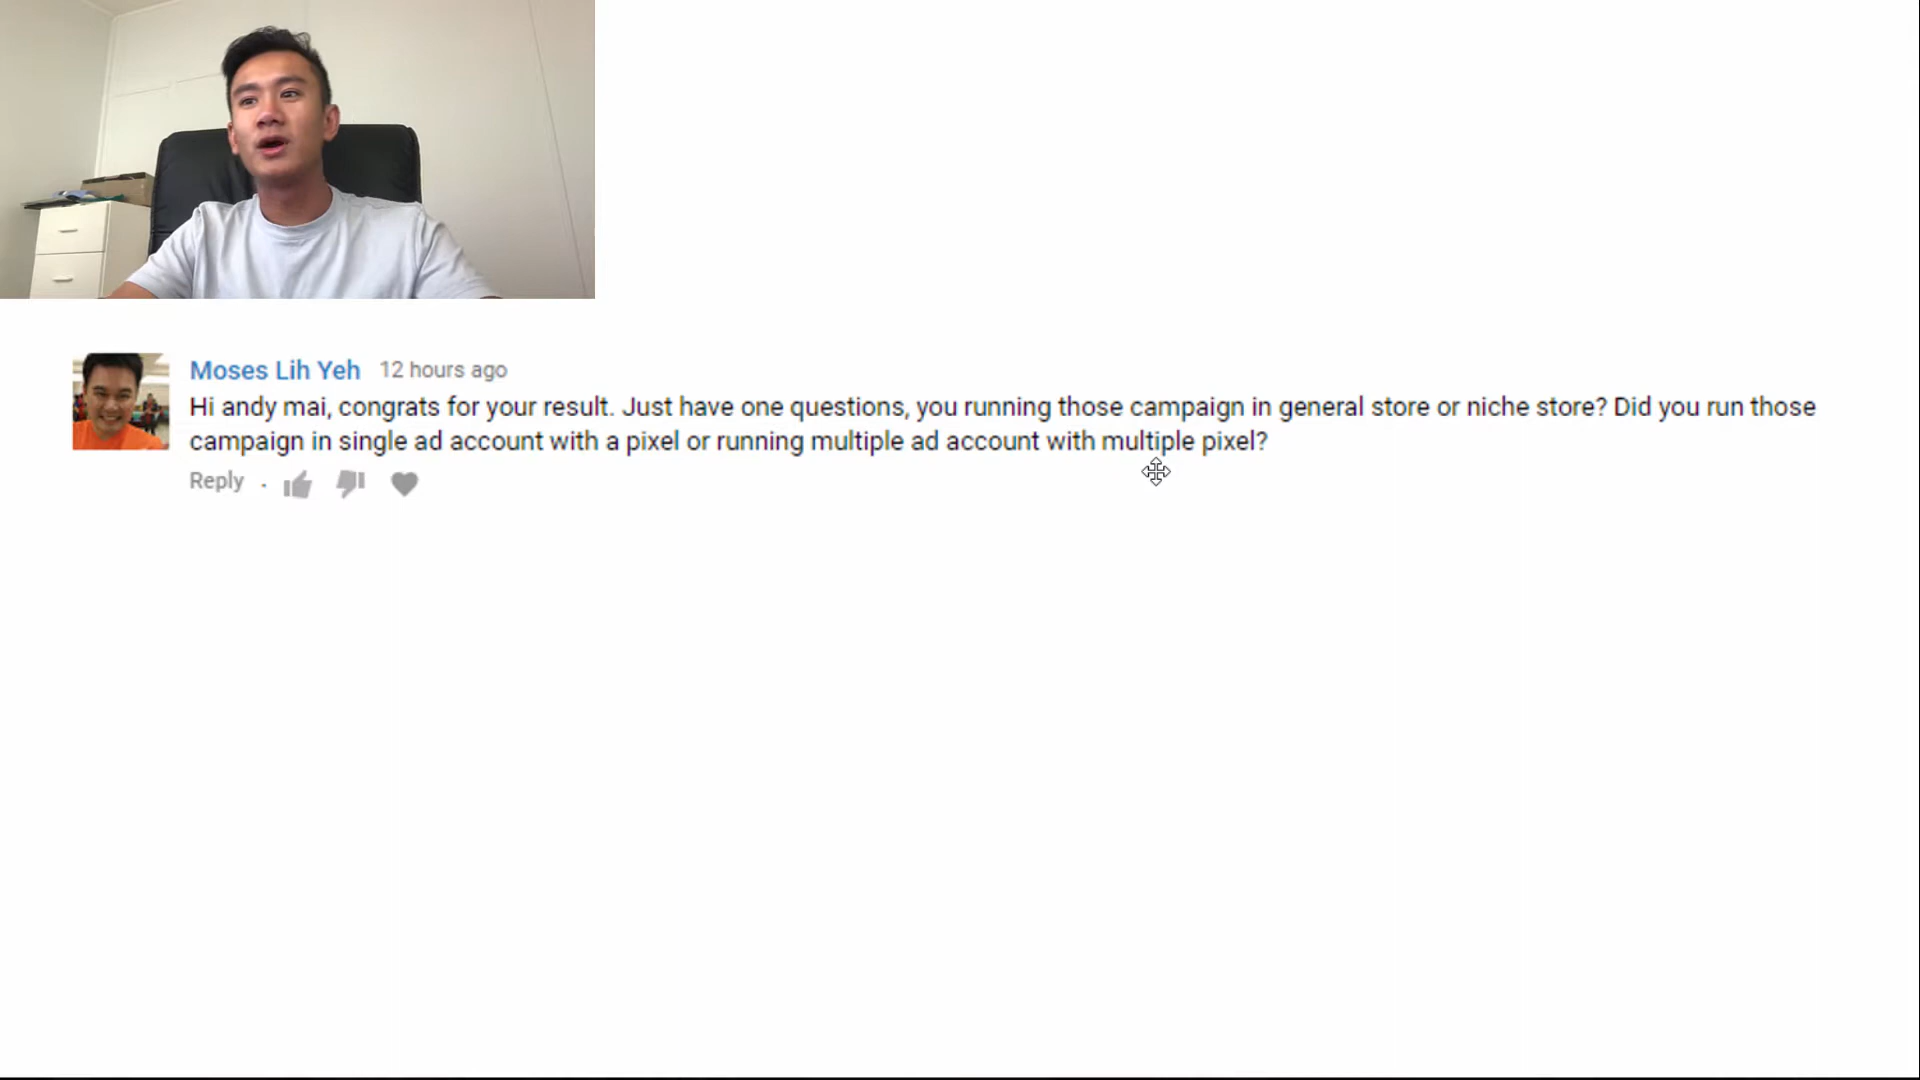 Moses Lih Yeh 12 hours ago
Hi andy mai, congrats for your result. Just have one questions, you running those campaign in general store or niche store? Did you run those
campaign in single ad account with a pixel or running multiple ad account with multiple pixel?
Reply .